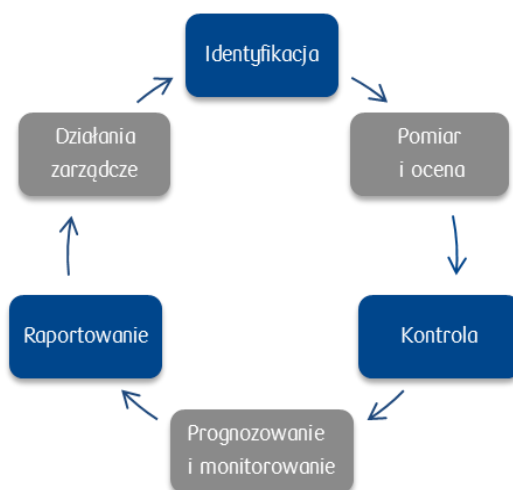 Identyfikacja
Pomiar
i ocena
Kontrola
Prognozowanie
i monitorowanie
Raportowanie
Działania
zarządcze